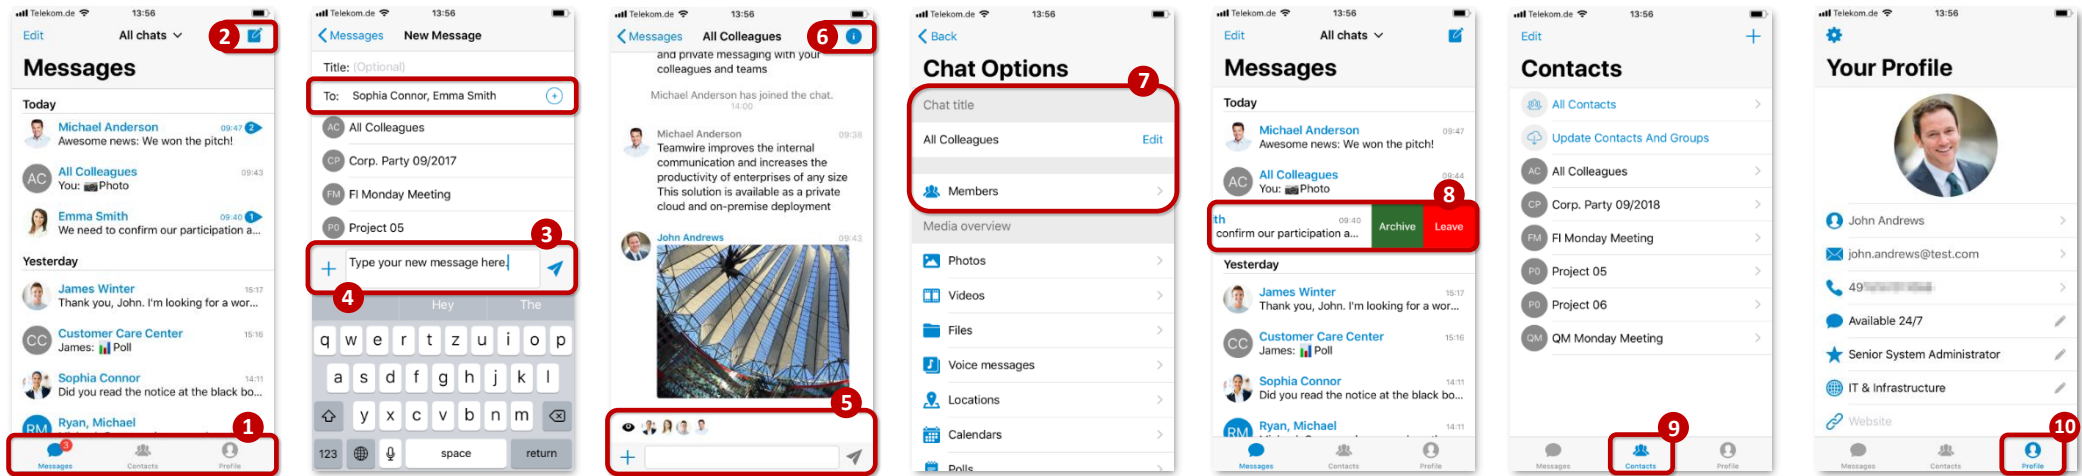 Telekom.de 13:56
Edit All chats 2
Messages
Today
Michael Anderson 09:47 2
Awesome news: We won the pitch!
AC All Colleagues 09:43
You: Photo
Emma Smith 09:40 1
We need to confirm our participation a...
Yesterday
James Winter 15:17
Thank you, John. I'm looking for a wor...
CC Customer Care Center 15:16
James: Poll
Sophia Connor 14:11
Did you read the notice at the black bo...
RM Ryan, Michael
1
3
Messages Contacts Profile
Telekom.de 13:56
Messages New Message
Title: (Optional)
To: Sophia Connor, Emma Smith
AC All Colleagues
CP Corp. Party 09/2017
FM FI Monday Meeting
P0 Project 05
3
Type your new message here.
4
Hey The
q w e r t z u i o p
a s d f g h j k l
y x c v b n m
123 space return
Telekom.de 13:56
Messages All Colleagues 6
and private messaging with your
colleagues and teams
Michael Anderson has joined the chat.
14:00
Michael Anderson 09:38
Teamwire improves the internal
communication and increases the
productivity of enterprises of any size
This solution is available as a private
cloud and on-premise deployment
John Andrews 09:43
5
Telekom.de 13:56
Back
Chat Options
7
Chat title
All Colleagues Edit
Members
Media overview
Photos
Videos
Files
Voice messages
Locations
Calendars
Polls
Telekom.de 13:56
Edit All chats
Messages
Today
Michael Anderson 09:47
Awesome news: We won the pitch!
AC All Colleagues 09:44
You: Photo
8
ith 09:40
confirm our participation a... Archive Leave
Yesterday
James Winter 15:17
Thank you, John. I'm looking for a wor...
CC Customer Care Center 15:16
James: Poll
Sophia Connor 14:11
Did you read the notice at the black bo...
RM Ryan, Michael 14:11
Messages Contacts Profile
Telekom.de 13:56
Edit
Contacts
All Contacts
Update Contacts And Groups
AC All Colleagues
CP Corp. Party 09/2018
FM FI Monday Meeting
P0 Project 05
P0 Project 06
QM QM Monday Meeting
9
Messages Contacts Profile
Telekom.de 13:56
Your Profile
John Andrews
john.andrews@test.com
49
Available 24/7
Senior System Administrator
IT & Infrastructure
Website
10
Messages Contacts Profile